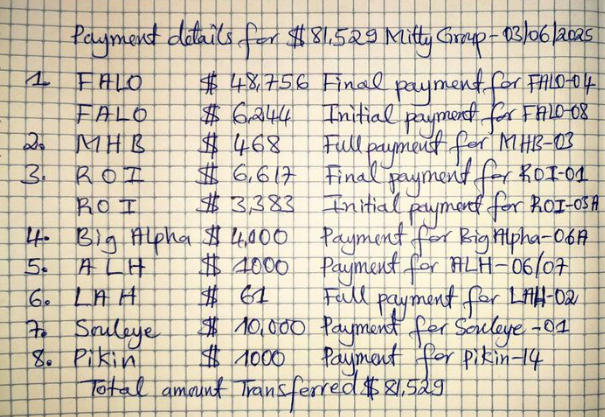 Payment details for $81,529 Mitty Group - 03/06/2025
1. FALO $48,756 Final payment for FALO-04
FALO $6,244 Initial payment for FALO-08
2. MHB $468 Full payment for MHB-03
3. ROI $6,617 Final payment for ROI-01
ROI $3,383 Initial payment for ROI-03A
4. Big Alpha $4,000 Payment for Big Alpha-06A
5. ALH $1000 Payment for ALH-06/07
6. LAH $61 Full payment for LAH-02
7. Souleye $10,000 Payment for Souleye-01
8. Pikin $1000 Payment for Pikin-14
Total amount Transferred $81,529